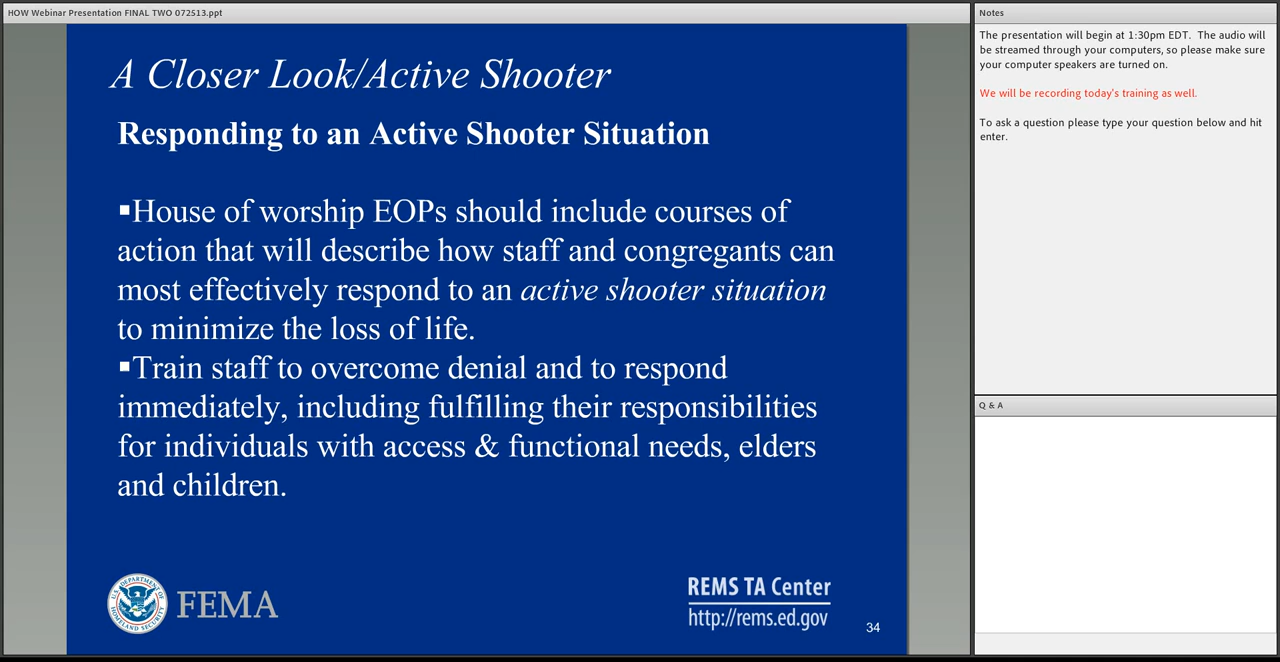 HOW Webinar Presentation FINAL TWO 072513.ppt
A Closer Look/Active Shooter
Responding to an Active Shooter Situation
▪House of worship EOPs should include courses of
action that will describe how staff and congregants can
most effectively respond to an active shooter situation
to minimize the loss of life.
▪Train staff to overcome denial and to respond
immediately, including fulfilling their responsibilities
for individuals with access & functional needs, elders
and children.
U.S. DEPARTMENT OF
HOMELAND SECURITY
FEMA
REMS TA Center
http://rems.ed.gov
34
Notes
The presentation will begin at 1:30pm EDT.  The audio will
be streamed through your computers, so please make sure
your computer speakers are turned on.
We will be recording today's training as well.
To ask a question please type your question below and hit
enter.
Q & A